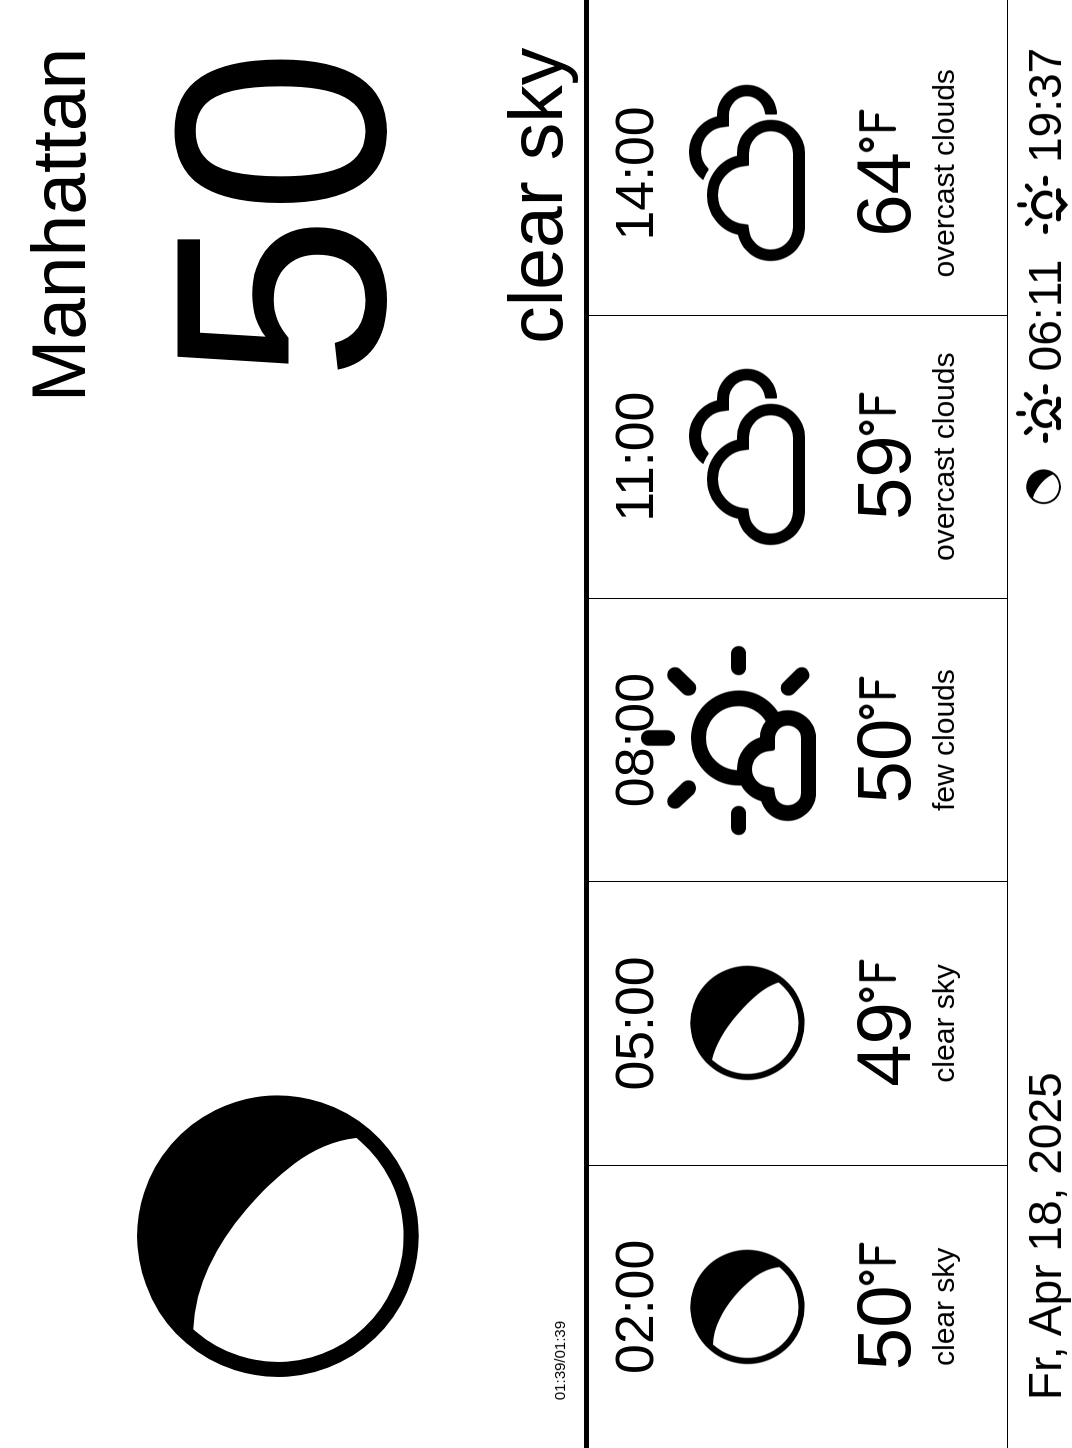 Manhattan
50
clear sky
01:39/01:39
02:00
50°F
clear sky
05:00
49°F
clear sky
08:00
50°F
few clouds
11:00
59°F
overcast clouds
14:00
64°F
overcast clouds
Fr, Apr 18, 2025
06:11
19:37